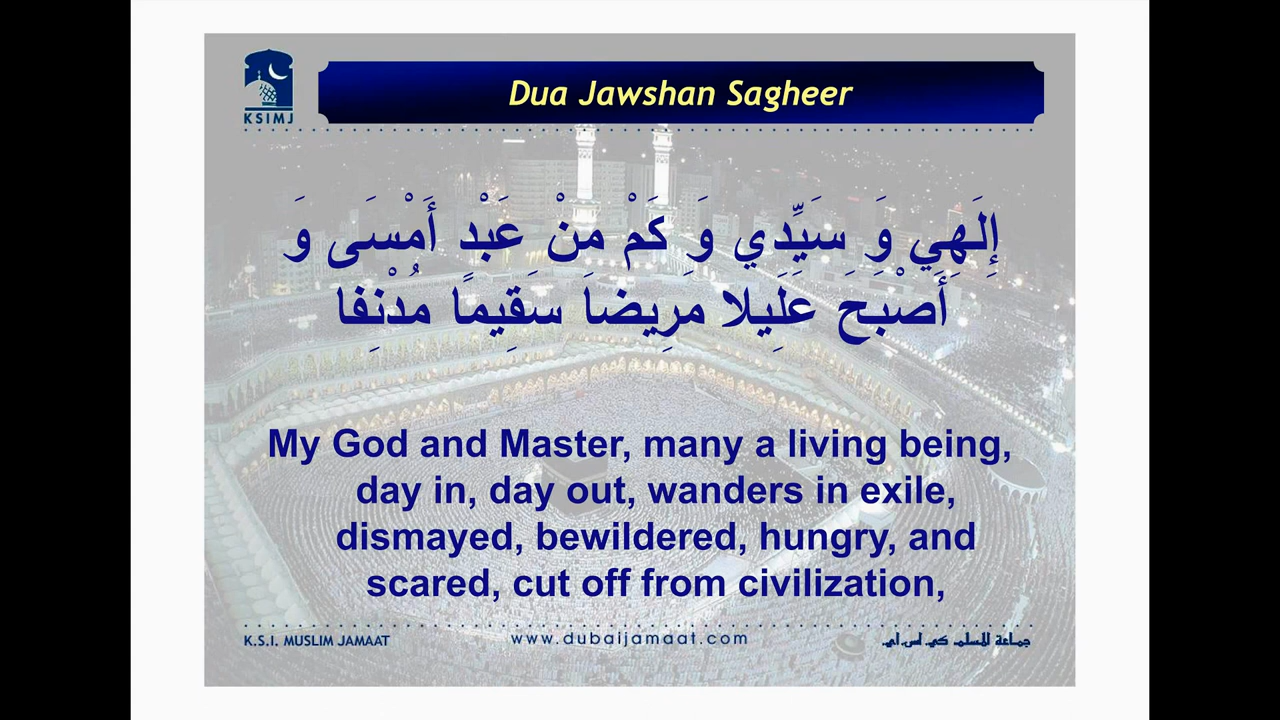 Dua Jawshan Sagheer
KSIMJ
إِلَهِي وَ سَيِّدِي وَ كَمْ مِنْ عَبْدٍ أَمْسَى وَ
أَصْبَحَ عَلَِيلا مَرِيضاَ سَقِيمًا مُدْنِفا
My God and Master, many a living being,
day in, day out, wanders in exile,
dismayed, bewildered, hungry, and
scared, cut off from civilization,
K.S.I. MUSLIM JAMAAT
www.dubaijamaat.com
جماعة المسلم كي.اس.اي.